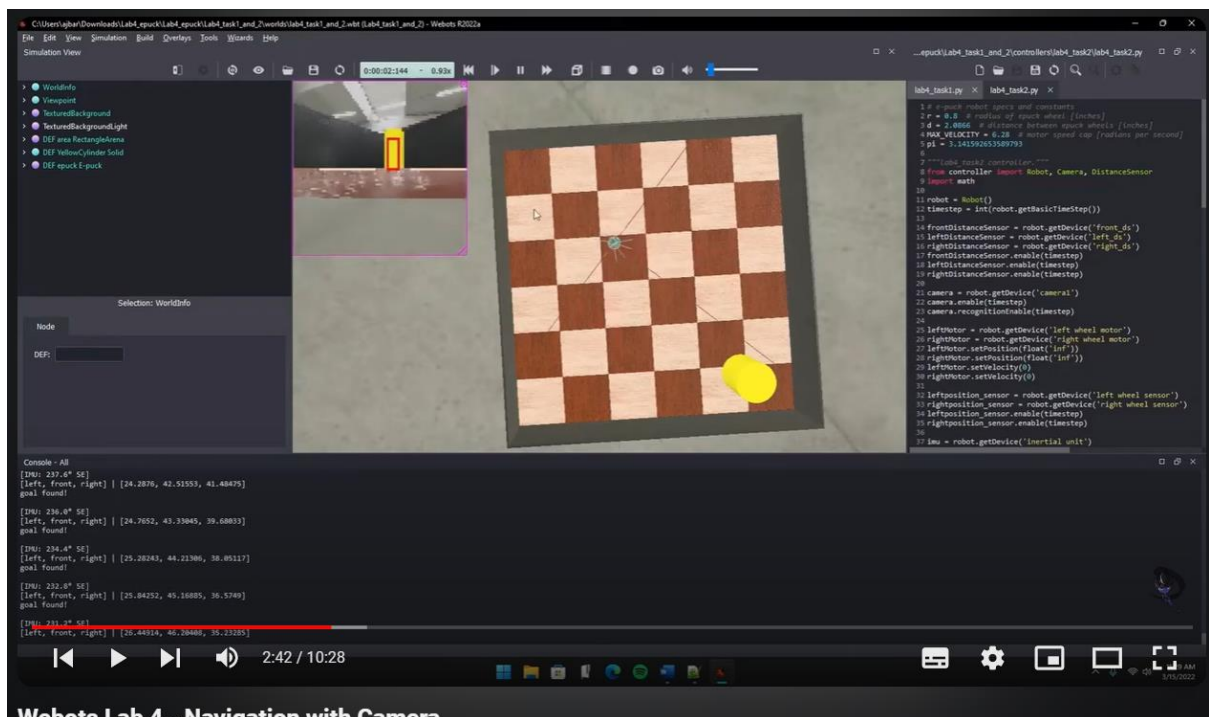 C:\Users\ajbar\Downloads\Lab4_epuck\Lab4_epuck\Lab4_task1_and_2\worlds\lab4_task1_and_2.wbt (Lab4_task1_and_2) - Webots R2022a
File Edit View Simulation Build Overlays Tools Wizards Help
Simulation View
0:00:02:144 - 0.93x
WorldInfo
Viewpoint
TexturedBackground
TexturedBackgroundLight
DEF area RectangleArena
DEF YellowCylinder Solid
DEF epuck E-puck
Selection: WorldInfo
Node
DEF:
...epuck\Lab4_task1_and_2\controllers\lab4_task2\lab4_task2.py
lab4_task1.py × lab4_task2.py ×
1 # e-puck robot specs and constants
2 r = 0.8 # radius of epuck wheel [inches]
3 d = 2.0866 # distance between epuck wheels [inches]
4 MAX_VELOCITY = 6.28 # motor speed cap [radians per second]
5 pi = 3.141592653589793
7 """lab4_task2 controller."""
8 from controller import Robot, Camera, DistanceSensor
9 import math
10
11 robot = Robot()
12 timestep = int(robot.getBasicTimeStep())
13
14 frontDistanceSensor = robot.getDevice('front_ds')
15 leftDistanceSensor = robot.getDevice('left_ds')
16 rightDistanceSensor = robot.getDevice('right_ds')
17 frontDistanceSensor.enable(timestep)
18 leftDistanceSensor.enable(timestep)
19 rightDistanceSensor.enable(timestep)
20
21 camera = robot.getDevice('camera1')
22 camera.enable(timestep)
23 camera.recognitionEnable(timestep)
24
25 leftMotor = robot.getDevice('left wheel motor')
26 rightMotor = robot.getDevice('right wheel motor')
27 leftMotor.setPosition(float('inf'))
28 rightMotor.setPosition(float('inf'))
29 leftMotor.setVelocity(0)
30 rightMotor.setVelocity(0)
31
32 leftposition_sensor = robot.getDevice('left wheel sensor')
33 rightposition_sensor = robot.getDevice('right wheel sensor')
34 leftposition_sensor.enable(timestep)
35 rightposition_sensor.enable(timestep)
36
37 imu = robot.getDevice('inertial unit')
Console - All
[IMU: 237.6° SE]
[left, front, right] | [24.2876, 42.51553, 41.48475]
goal found!
[IMU: 236.0° SE]
[left, front, right] | [24.7652, 43.33045, 39.68033]
goal found!
[IMU: 234.4° SE]
[left, front, right] | [25.28243, 44.21306, 38.05117]
goal found!
[IMU: 232.8° SE]
[left, front, right] | [25.84252, 45.16885, 36.5749]
goal found!
[IMU: 231.2° SE]
[left, front, right] | [26.44914, 46.20408, 35.23285]
2:42 / 10:28
AM
3/15/2022
Webots Lab 4 - Navigation with Camera